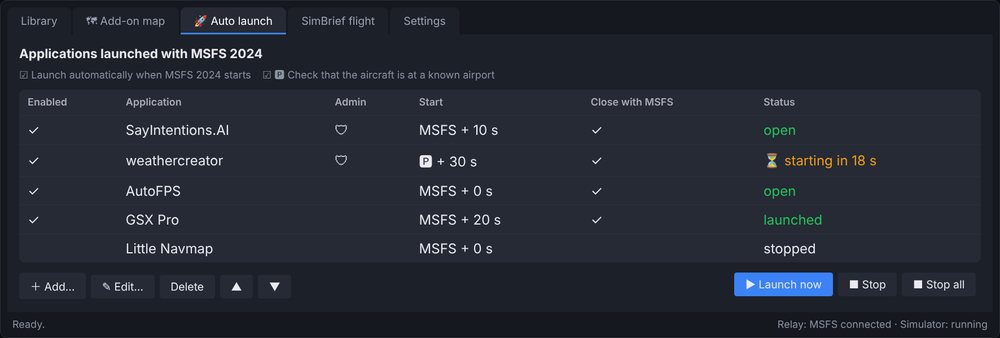 Library 🗺 Add-on map 🚀 Auto launch SimBrief flight Settings
Applications launched with MSFS 2024
☑ Launch automatically when MSFS 2024 starts ☑ 🅿 Check that the aircraft is at a known airport
Enabled Application Admin Start Close with MSFS Status
✓ SayIntentions.AI 🛡 MSFS + 10 s ✓ open
✓ weathercreator 🛡 🅿 + 30 s ✓ ⏳ starting in 18 s
✓ AutoFPS MSFS + 0 s ✓ open
✓ GSX Pro MSFS + 20 s ✓ launched
Little Navmap MSFS + 0 s stopped
＋ Add... ✎ Edit... Delete ▲ ▼ ▶ Launch now ■ Stop ■ Stop all
Ready. Relay: MSFS connected · Simulator: running